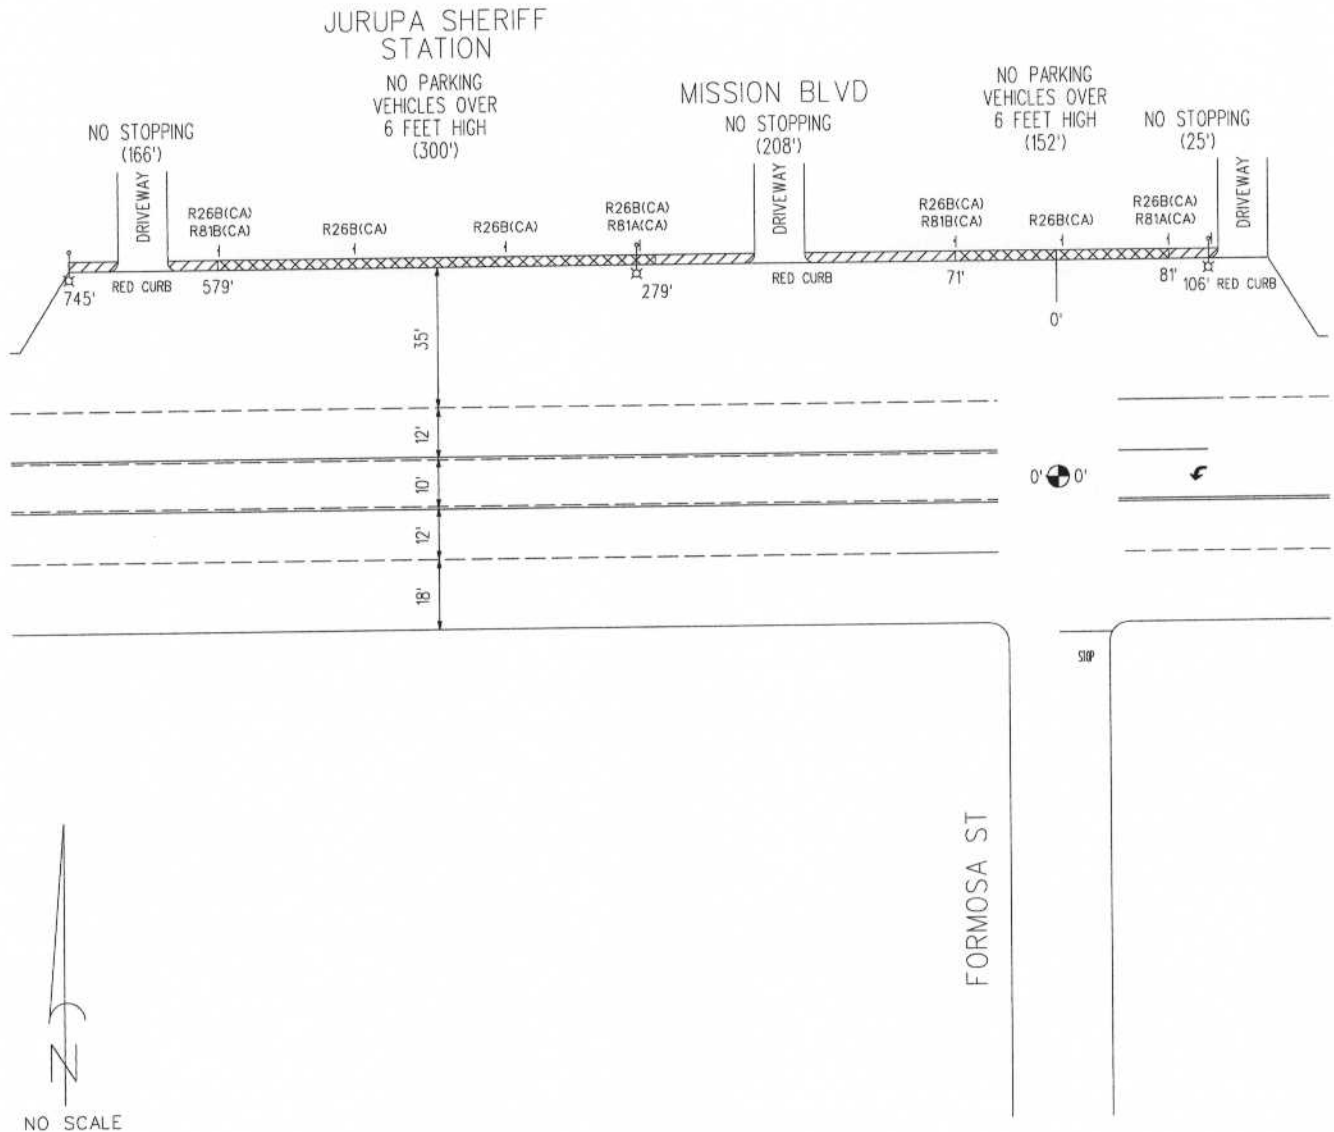 JURUPA SHERIFF
STATION
NO PARKING
VEHICLES OVER
6 FEET HIGH
(300')
MISSION BLVD
NO STOPPING
(208')
NO PARKING
VEHICLES OVER
6 FEET HIGH
(152')
NO STOPPING
(25')
NO STOPPING
(166')
DRIVEWAY
R26B(CA)
R81B(CA)
R26B(CA)
R26B(CA)
R26B(CA)
R81A(CA)
DRIVEWAY
R26B(CA)
R81B(CA)
R26B(CA)
R26B(CA)
R81A(CA)
DRIVEWAY
745'
RED CURB
579'
279'
RED CURB
71'
0'
81'
106'
RED CURB
35'
12'
10'
12'
18'
0' 0'
STOP
FORMOSA ST
N
NO SCALE